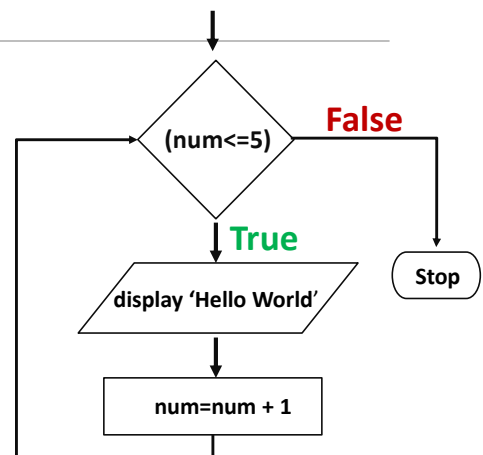 (num<=5)
False
True
Stop
display ‘Hello World’
num=num + 1